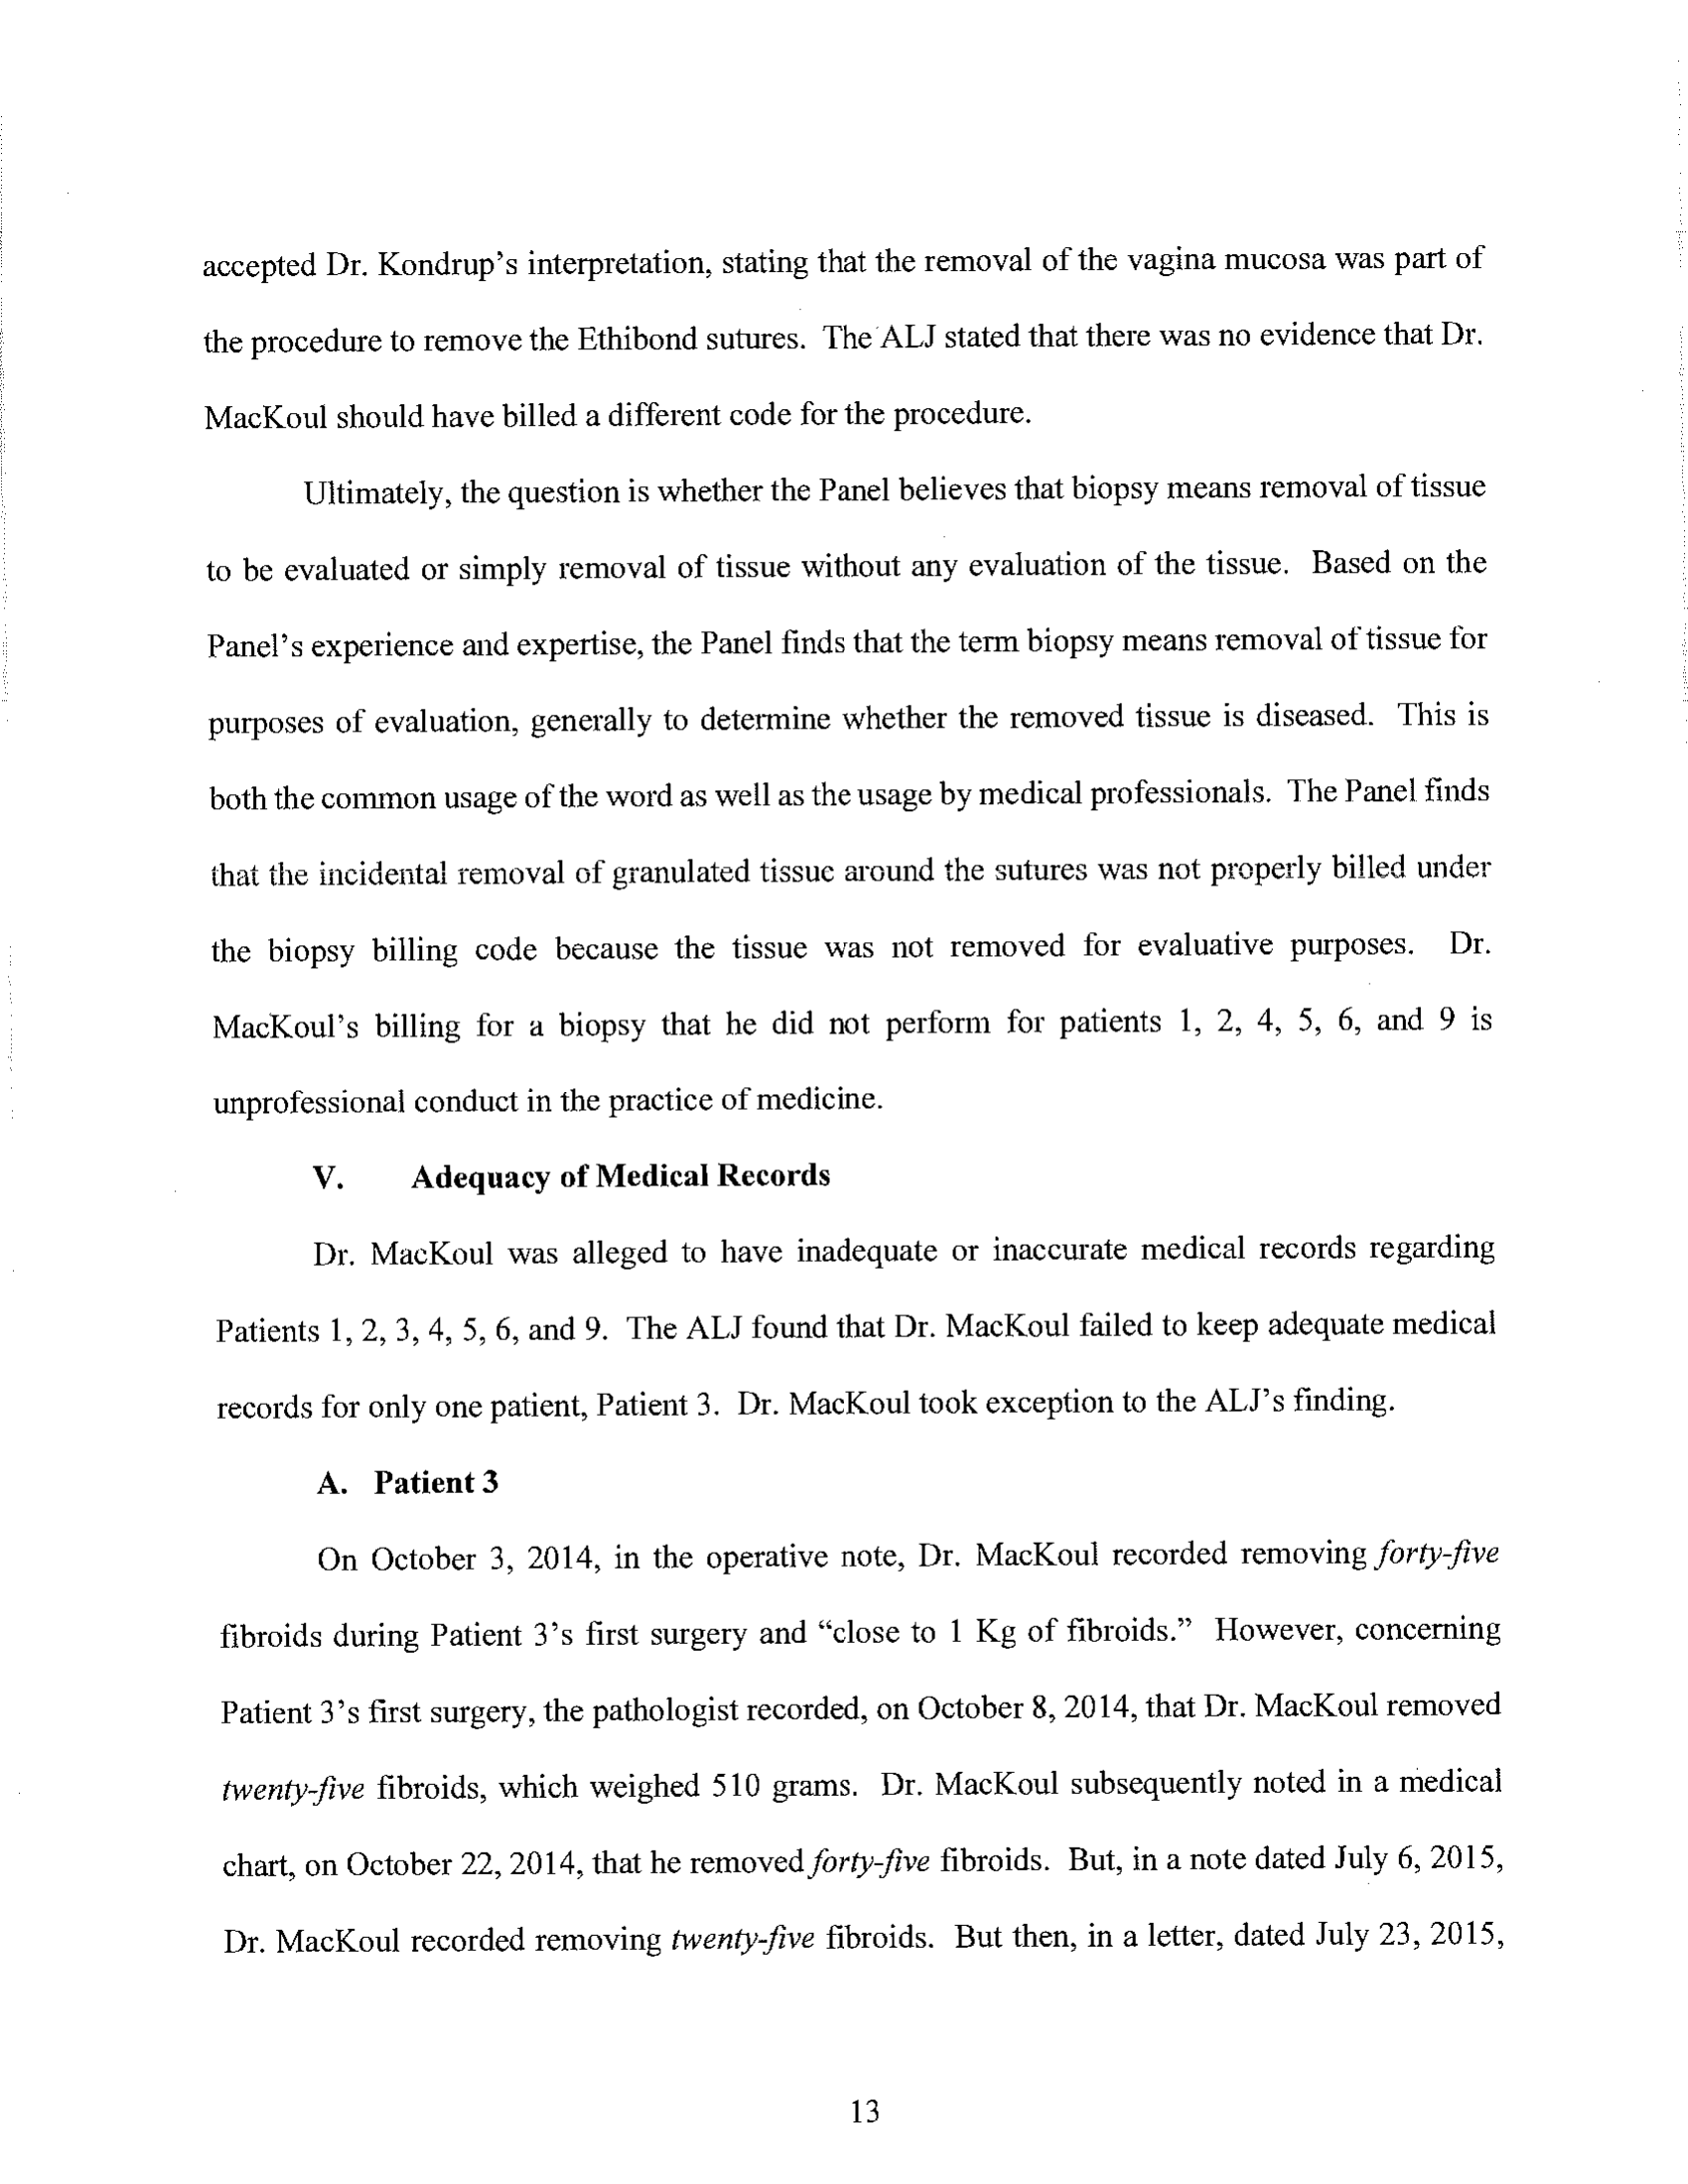 accepted Dr. Kondrup's interpretation, stating that the removal of the vagina mucosa was part of
the procedure to remove the Ethibond sutures. The ALJ stated that there was no evidence that Dr.
MacKoul should have billed a different code for the procedure.
Ultimately, the question is whether the Panel believes that biopsy means removal of tissue
to be evaluated or simply removal of tissue without any evaluation of the tissue. Based on the
Panel's experience and expertise, the Panel finds that the term biopsy means removal of tissue for
purposes of evaluation, generally to determine whether the removed tissue is diseased. This is
both the common usage of the word as well as the usage by medical professionals. The Panel finds
that the incidental removal of granulated tissue around the sutures was not properly billed under
the biopsy billing code because the tissue was not removed for evaluative purposes. Dr.
MacKoul's billing for a biopsy that he did not perform for patients 1, 2, 4, 5, 6, and 9 is
unprofessional conduct in the practice of medicine.
V. Adequacy of Medical Records
Dr. MacKoul was alleged to have inadequate or inaccurate medical records regarding
Patients 1, 2, 3, 4, 5, 6, and 9. The ALJ found that Dr. MacKoul failed to keep adequate medical
records for only one patient, Patient 3. Dr. MacKoul took exception to the ALJ's finding.
A. Patient 3
On October 3, 2014, in the operative note, Dr. MacKoul recorded removing forty-five
fibroids during Patient 3's first surgery and “close to 1 Kg of fibroids.” However, concerning
Patient 3's first surgery, the pathologist recorded, on October 8, 2014, that Dr. MacKoul removed
twenty-five fibroids, which weighed 510 grams. Dr. MacKoul subsequently noted in a medical
chart, on October 22, 2014, that he removed forty-five fibroids. But, in a note dated July 6, 2015,
Dr. MacKoul recorded removing twenty-five fibroids. But then, in a letter, dated July 23, 2015,
13